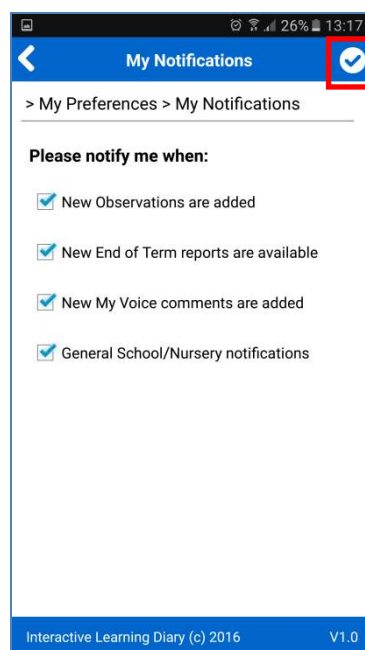 26% 13:17
My Notifications
> My Preferences > My Notifications
Please notify me when:
New Observations are added
New End of Term reports are available
New My Voice comments are added
General School/Nursery notifications
Interactive Learning Diary (c) 2016 V1.0